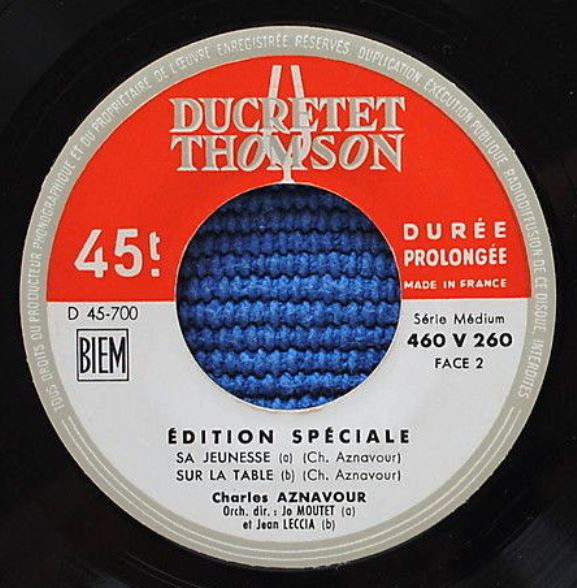 TOUS DROITS DU PRODUCTEUR PHONOGRAPHIQUE ET DU PROPRIETAIRE DE L'ŒUVRE ENREGISTRÉE RÉSERVÉS. DUPLICATION EXÉCUTION PUBLIQUE RADIODIFFUSION DE CE DISQUE INTERDITES
DUCRETET
THOMSON
45t.
DURÉE
PROLONGÉE
MADE IN FRANCE
D 45-700
BIEM
Série Médium
460 V 260
FACE 2
ÉDITION SPÉCIALE
SA JEUNESSE (a) (Ch. Aznavour)
SUR LA TABLE (b) (Ch. Aznavour)
Charles AZNAVOUR
Orch. dir. : Jo MOUTET (a)
et Jean LECCIA (b)